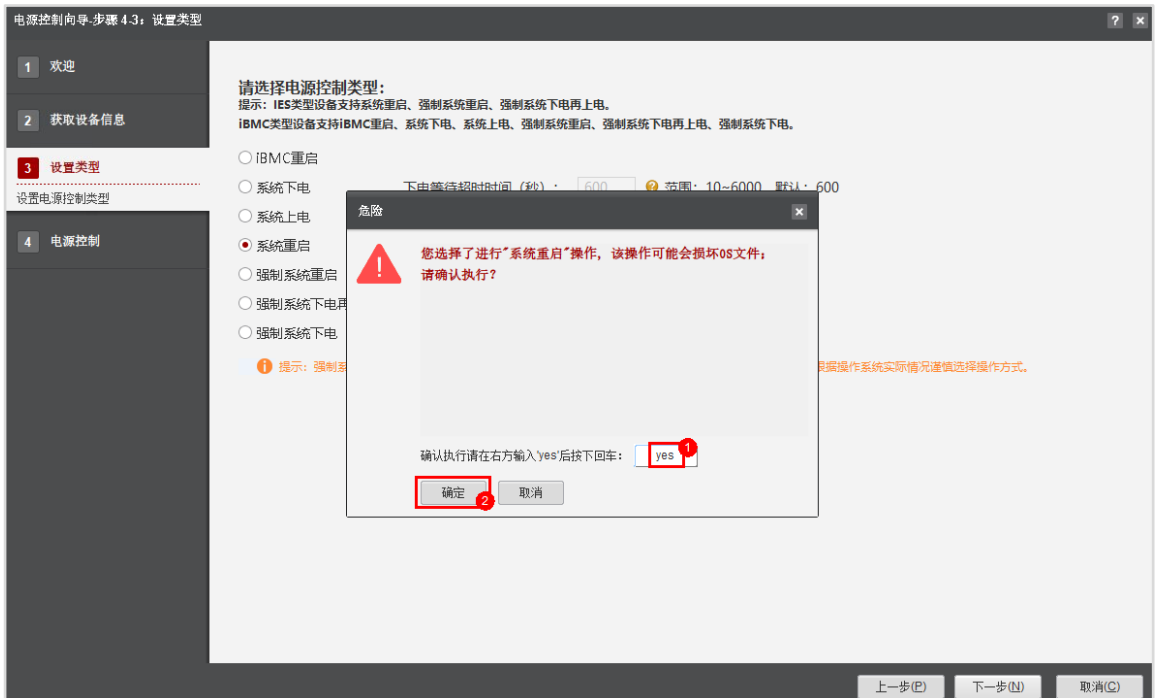 电源控制向导-步骤 4-3：设置类型
? ×
1 欢迎
2 获取设备信息
3 设置类型
设置电源控制类型
4 电源控制
请选择电源控制类型：
提示：IES类型设备支持系统重启、强制系统重启、强制系统下电再上电。
iBMC类型设备支持iBMC重启、系统下电、系统上电、强制系统重启、强制系统下电再上电、强制系统下电。
iBMC重启
系统下电 下电等待超时时间（秒）： 600 ? 范围：10~6000 默认：600
系统上电
系统重启
强制系统重启
强制系统下电再
强制系统下电
提示：强制系
根据操作系统实际情况谨慎选择操作方式。
危险 ×
您选择了进行"系统重启"操作，该操作可能会损坏OS文件；
请确认执行？
确认执行请在右方输入'yes'后按下回车： yes 1
确定 2 取消
上一步(P) 下一步(N) 取消(C)